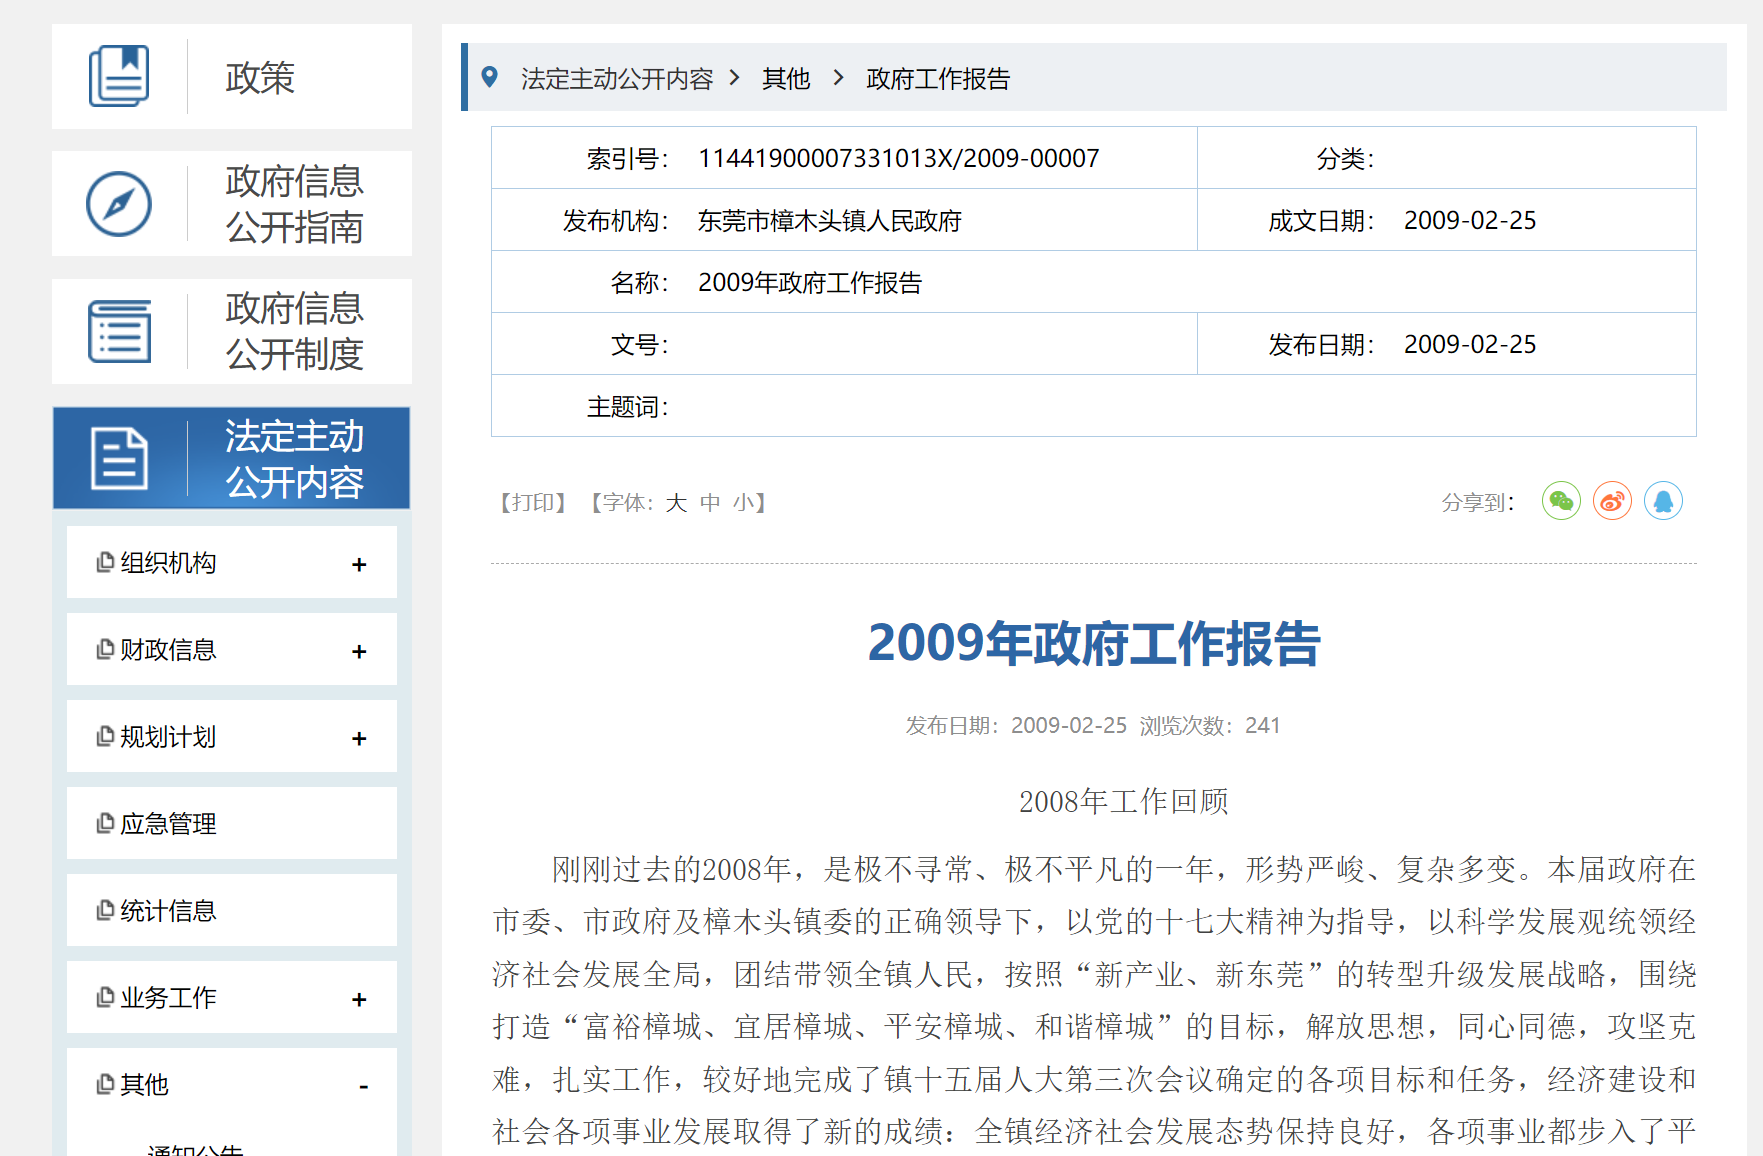 政策
政府信息
公开指南
政府信息
公开制度
法定主动
公开内容
组织机构 +
财政信息 +
规划计划 +
应急管理
统计信息
业务工作 +
其他 -
通知公告
法定主动公开内容 > 其他 > 政府工作报告
索引号： 11441900007331013X/2009-00007 分类：
发布机构： 东莞市樟木头镇人民政府 成文日期： 2009-02-25
名称： 2009年政府工作报告
文号： 发布日期： 2009-02-25
主题词：
【打印】 【字体：大 中 小】 分享到：
2009年政府工作报告
发布日期：2009-02-25 浏览次数：241
2008年工作回顾
刚刚过去的2008年，是极不寻常、极不平凡的一年，形势严峻、复杂多变。本届政府在
市委、市政府及樟木头镇委的正确领导下，以党的十七大精神为指导，以科学发展观统领经
济社会发展全局，团结带领全镇人民，按照“新产业、新东莞”的转型升级发展战略，围绕
打造“富裕樟城、宜居樟城、平安樟城、和谐樟城”的目标，解放思想，同心同德，攻坚克
难，扎实工作，较好地完成了镇十五届人大第三次会议确定的各项目标和任务，经济建设和
社会各项事业发展取得了新的成绩：全镇经济社会发展态势保持良好，各项事业都步入了平